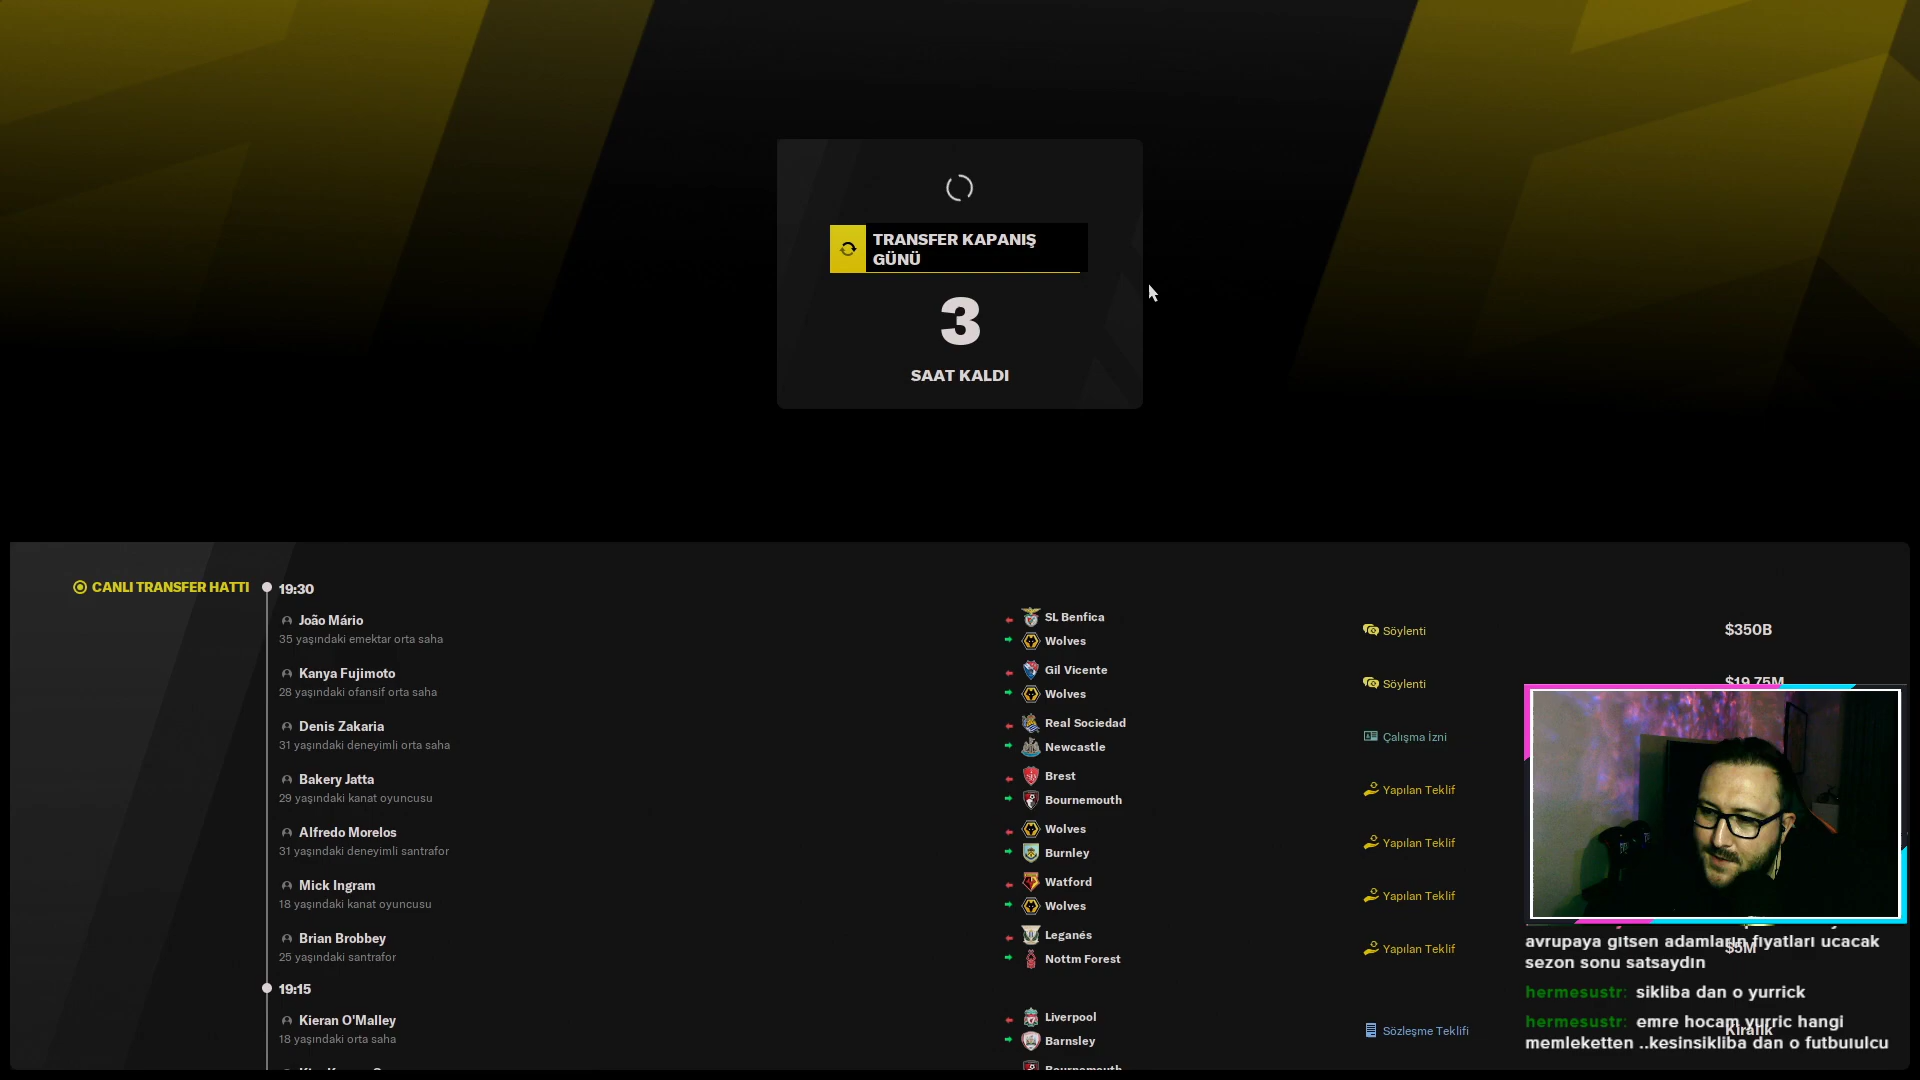 TRANSFER KAPANIŞ
GÜNÜ
3
SAAT KALDI
CANLI TRANSFER HATTI
19:30
João Mário
35 yaşındaki emektar orta saha
SL Benfica
Wolves
Söylenti
$350B
Kanya Fujimoto
28 yaşındaki ofansif orta saha
Gil Vicente
Wolves
Söylenti
$19.75M
Denis Zakaria
31 yaşındaki deneyimli orta saha
Real Sociedad
Newcastle
Çalışma İzni
Bakery Jatta
29 yaşındaki kanat oyuncusu
Brest
Bournemouth
Yapılan Teklif
Alfredo Morelos
31 yaşındaki deneyimli santrafor
Wolves
Burnley
Yapılan Teklif
Mick Ingram
18 yaşındaki kanat oyuncusu
Watford
Wolves
Yapılan Teklif
Brian Brobbey
25 yaşındaki santrafor
Leganés
Nottm Forest
Yapılan Teklif
$5M
19:15
Kieran O'Malley
18 yaşındaki orta saha
Liverpool
Barnsley
Sözleşme Teklifi
Kiralık
Bournemouth
avrupaya gitsen adamların fiyatları ucacak
sezon sonu satsaydın
hermesustr: sikliba dan o yurrick
hermesustr: emre hocam yurric hangi
memleketten ..kesinsikliba dan o futbululcu